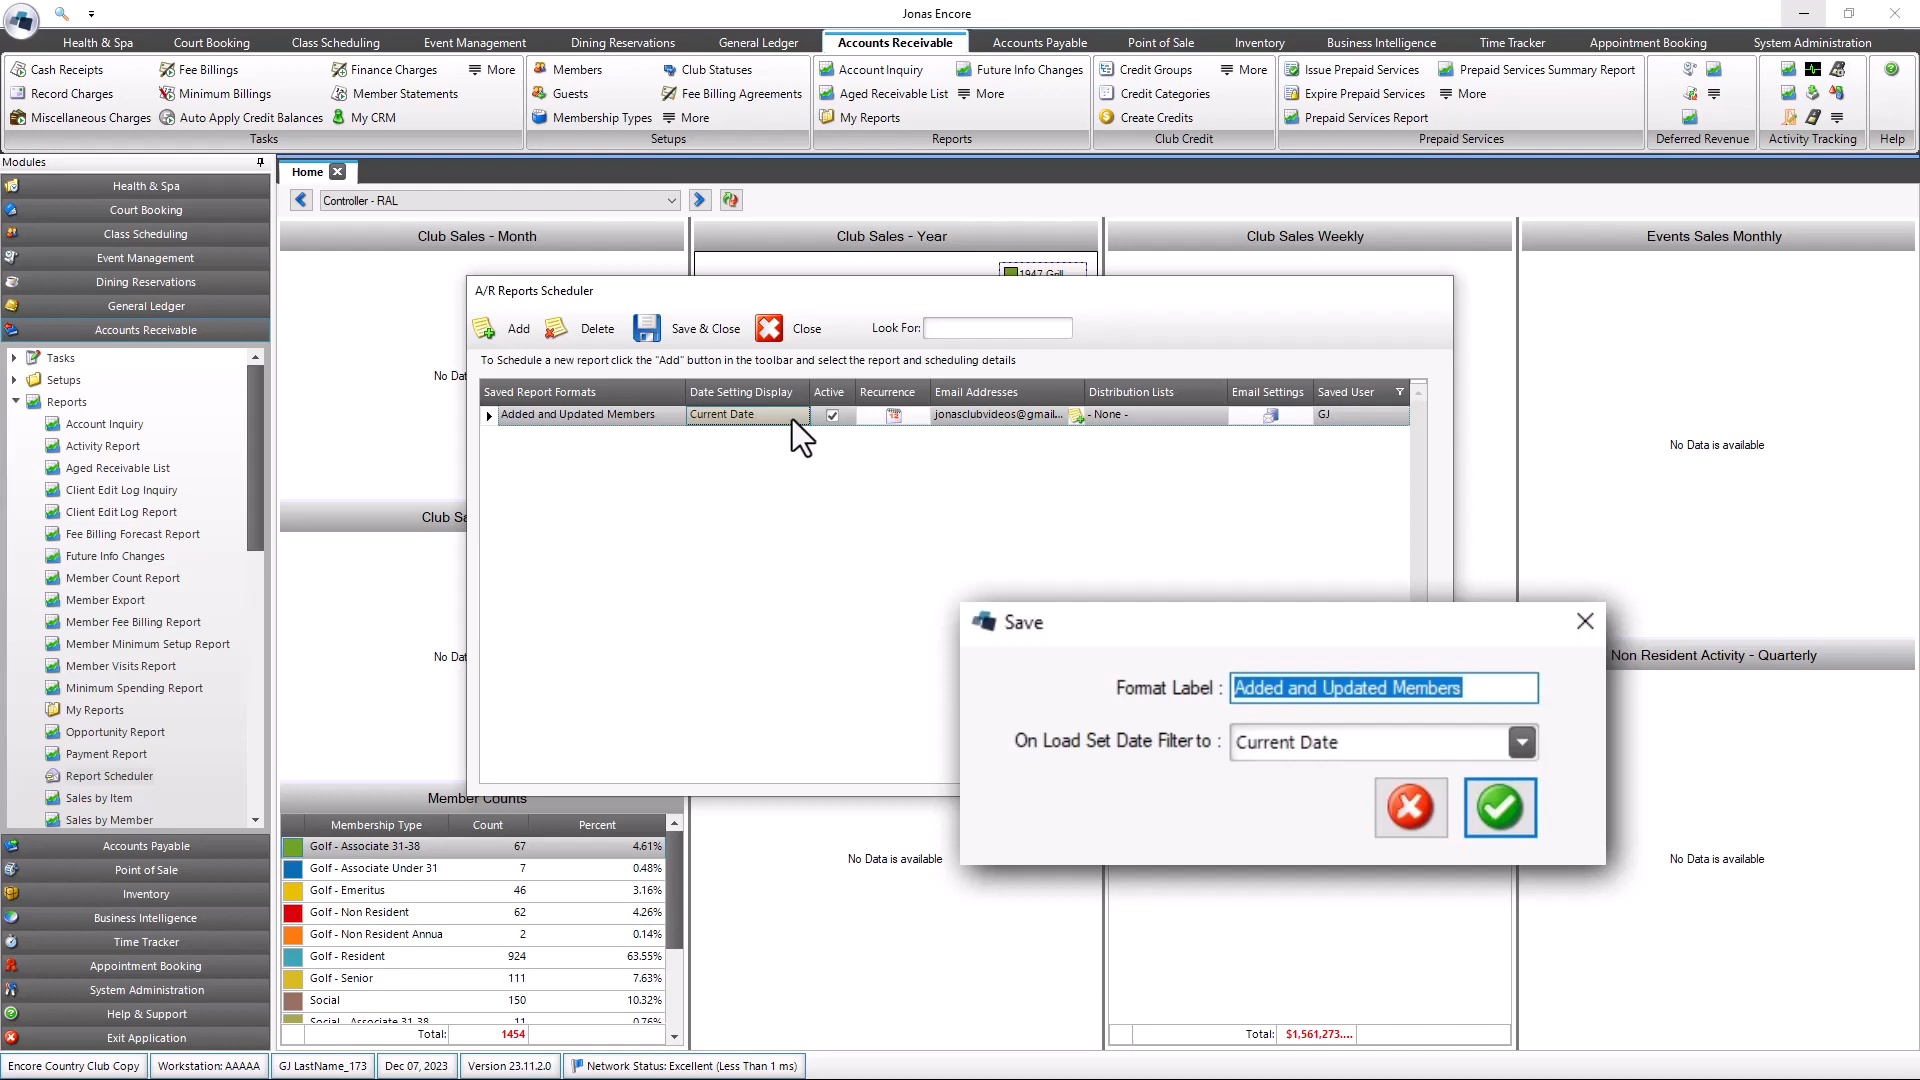 Jonas Encore
Health & Spa
Court Booking
Class Scheduling
Event Management
Dining Reservations
General Ledger
Accounts Receivable
Accounts Payable
Point of Sale
Inventory
Business Intelligence
Time Tracker
Appointment Booking
System Administration
Cash Receipts
Fee Billings
Finance Charges
More
Members
Club Statuses
Account Inquiry
Future Info Changes
Credit Groups
More
Issue Prepaid Services
Prepaid Services Summary Report
Record Charges
Minimum Billings
Member Statements
Guests
Fee Billing Agreements
Aged Receivable List
More
Credit Categories
Expire Prepaid Services
More
Miscellaneous Charges
Auto Apply Credit Balances
My CRM
Membership Types
More
My Reports
Create Credits
Prepaid Services Report
Tasks
Setups
Reports
Club Credit
Prepaid Services
Deferred Revenue
Activity Tracking
Help
Modules
Health & Spa
Court Booking
Class Scheduling
Event Management
Dining Reservations
General Ledger
Accounts Receivable
Tasks
Setups
Reports
Account Inquiry
Activity Report
Aged Receivable List
Client Edit Log Inquiry
Client Edit Log Report
Fee Billing Forecast Report
Future Info Changes
Member Count Report
Member Export
Member Fee Billing Report
Member Minimum Setup Report
Member Visits Report
Minimum Spending Report
My Reports
Opportunity Report
Payment Report
Report Scheduler
Sales by Item
Sales by Member
Accounts Payable
Point of Sale
Inventory
Business Intelligence
Time Tracker
Appointment Booking
System Administration
Help & Support
Exit Application
Home
Controller - RAL
Club Sales - Month
Club Sales - Year
Club Sales Weekly
Events Sales Monthly
1947 Grill
No Dat
No Data is available
Club Sa
No Dat
Non Resident Activity - Quarterly
A/R Reports Scheduler
Add
Delete
Save & Close
Close
Look For:
To Schedule a new report click the "Add" button in the toolbar and select the report and scheduling details
Saved Report Formats
Date Setting Display
Active
Recurrence
Email Addresses
Distribution Lists
Email Settings
Saved User
Added and Updated Members
Current Date
12
jonasclubvideos@gmail...
- None -
GJ
Save
Format Label :
Added and Updated Members
On Load Set Date Filter to :
Current Date
Member Counts
Membership Type
Count
Percent
Golf - Associate 31-38
67
4.61%
Golf - Associate Under 31
7
0.48%
Golf - Emeritus
46
3.16%
Golf - Non Resident
62
4.26%
Golf - Non Resident Annua
2
0.14%
Golf - Resident
924
63.55%
Golf - Senior
111
7.63%
Social
150
10.32%
Social - Associate 31-38
11
0.76%
Total:
1454
No Data is available
No Data is available
Total:
$1,561,273....
Encore Country Club Copy
Workstation: AAAAA
GJ LastName_173
Dec 07, 2023
Version 23.11.2.0
Network Status: Excellent (Less Than 1 ms)